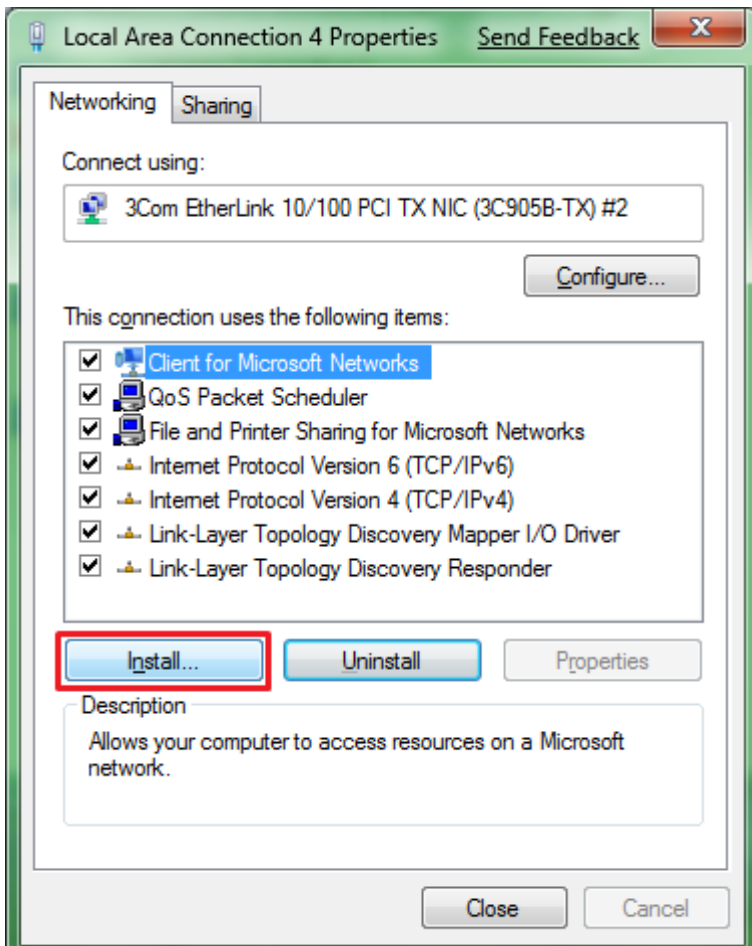 Local Area Connection 4 Properties Send Feedback
Networking Sharing
Connect using:
3Com EtherLink 10/100 PCI TX NIC (3C905B-TX) #2
Configure...
This connection uses the following items:
Client for Microsoft Networks
QoS Packet Scheduler
File and Printer Sharing for Microsoft Networks
Internet Protocol Version 6 (TCP/IPv6)
Internet Protocol Version 4 (TCP/IPv4)
Link-Layer Topology Discovery Mapper I/O Driver
Link-Layer Topology Discovery Responder
Install... Uninstall Properties
Description
Allows your computer to access resources on a Microsoft
network.
Close Cancel